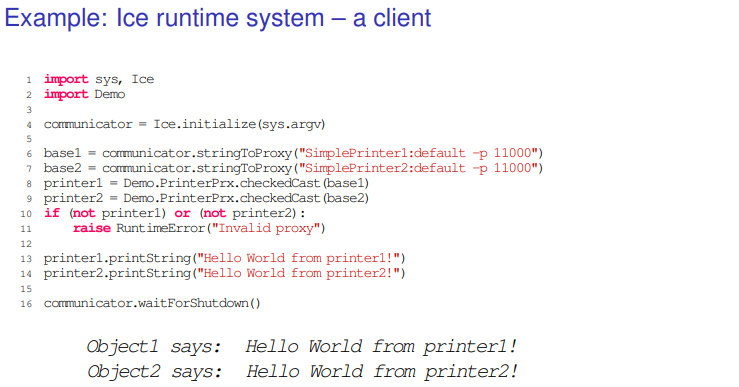 Example: Ice runtime system – a client
1 import sys, Ice
2 import Demo
3
4 communicator = Ice.initialize(sys.argv)
5
6 base1 = communicator.stringToProxy("SimplePrinter1:default -p 11000")
7 base2 = communicator.stringToProxy("SimplePrinter2:default -p 11000")
8 printer1 = Demo.PrinterPrx.checkedCast(base1)
9 printer2 = Demo.PrinterPrx.checkedCast(base2)
10 if (not printer1) or (not printer2):
11 raise RuntimeError("Invalid proxy")
12
13 printer1.printString("Hello World from printer1!")
14 printer2.printString("Hello World from printer2!")
15
16 communicator.waitForShutdown()
Object1 says: Hello World from printer1!
Object2 says: Hello World from printer2!